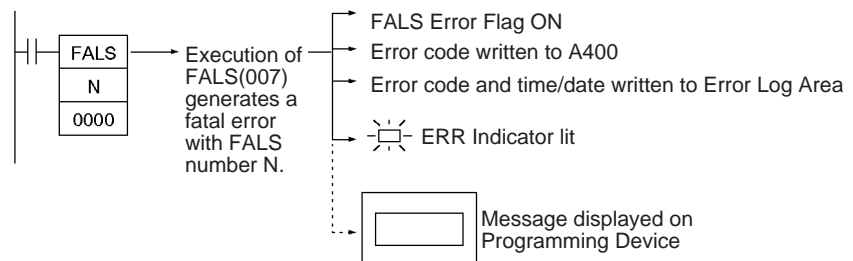 FALS
N
0000
Execution of
FALS(007)
generates a
fatal error
with FALS
number N.
FALS Error Flag ON
Error code written to A400
Error code and time/date written to Error Log Area
ERR Indicator lit
Message displayed on
Programming Device